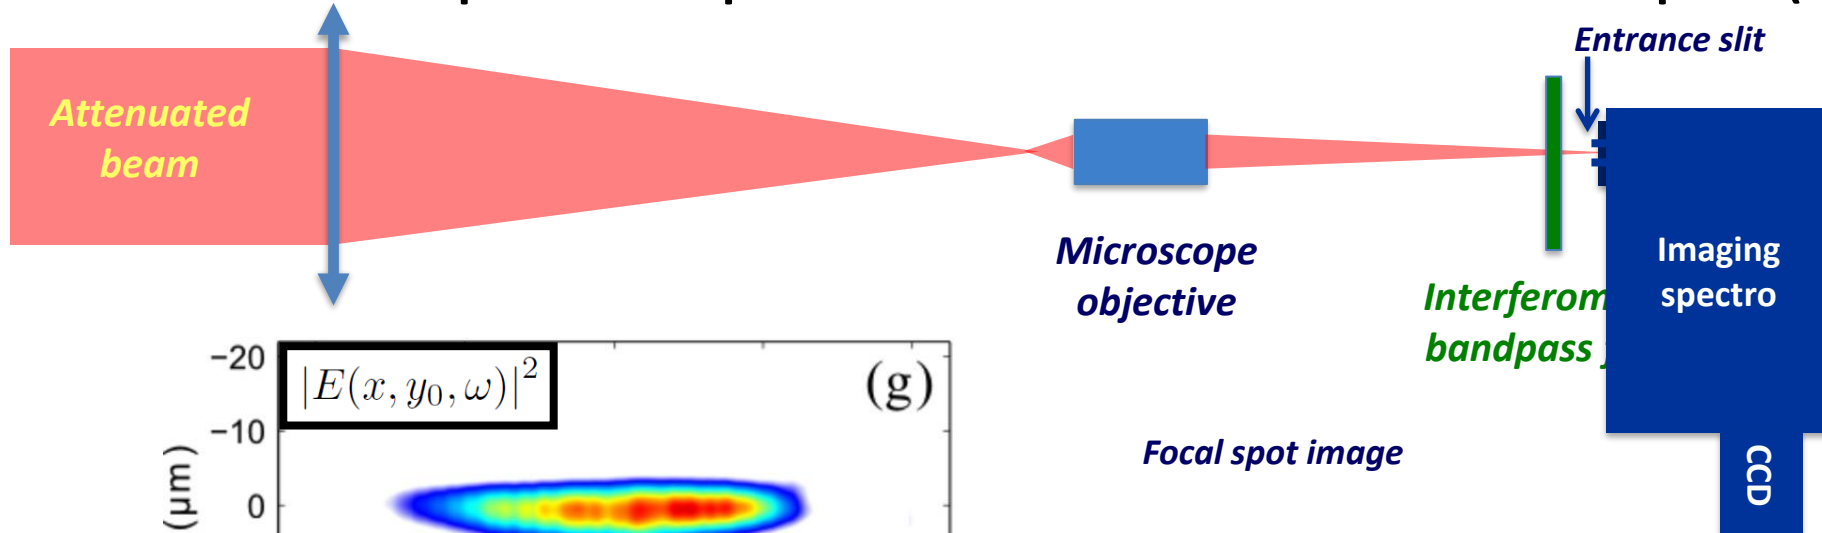 Entrance slit
Attenuated
beam
Microscope
objective
Interferom
bandpass
Imaging
spectro
|E(x, y₀, ω)|²
(g)
−20
−10
0
(µm)
Focal spot image
CCD